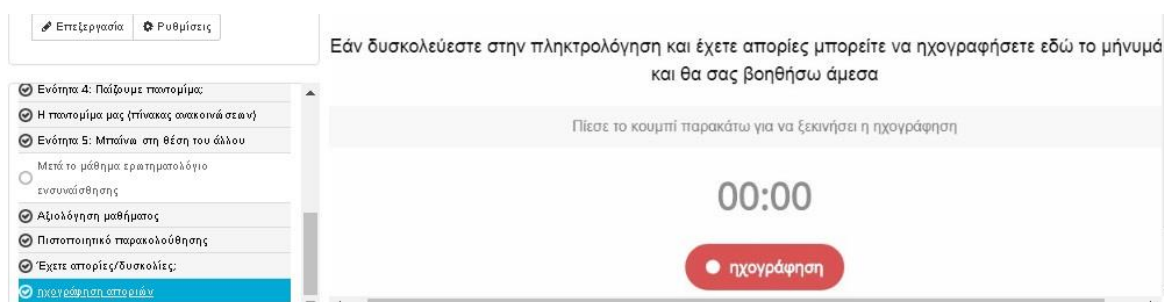 Επεξεργασία
Ρυθμίσεις
Ενότητα 4: Παίζουμε παντομίμα;
Η παντομίμα μας (πίνακας ανακοινώσεων)
Ενότητα 5: Μπαίνω στη θέση του άλλου
Μετά το μάθημα ερωτηματολόγιο
ενσυναίσθησης
Αξιολόγηση μαθήματος
Πιστοποιητικό παρακολούθησης
Έχετε απορίες/δυσκολίες;
ηχογράφηση αποριών
Εάν δυσκολεύεστε στην πληκτρολόγηση και έχετε απορίες μπορείτε να ηχογραφήσετε εδώ το μήνυμά
και θα σας βοηθήσω άμεσα
Πίεσε το κουμπί παρακάτω για να ξεκινήσει η ηχογράφηση
00:00
ηχογράφηση